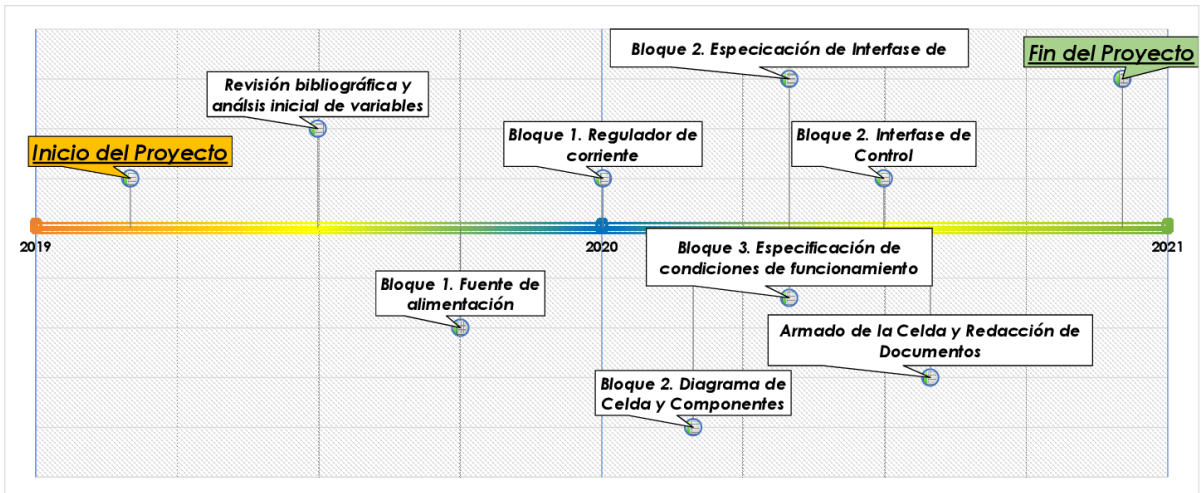 Bloque 2. Especicación de Interfase de
Fin del Proyecto
Revisión bibliográfica y
análsis inicial de variables
Inicio del Proyecto
Bloque 1. Regulador de
corriente
Bloque 2. Interfase de
Control
2019
2020
2021
Bloque 3. Especificación de
condiciones de funcionamiento
Bloque 1. Fuente de
alimentación
Armado de la Celda y Redacción de
Documentos
Bloque 2. Diagrama de
Celda y Componentes